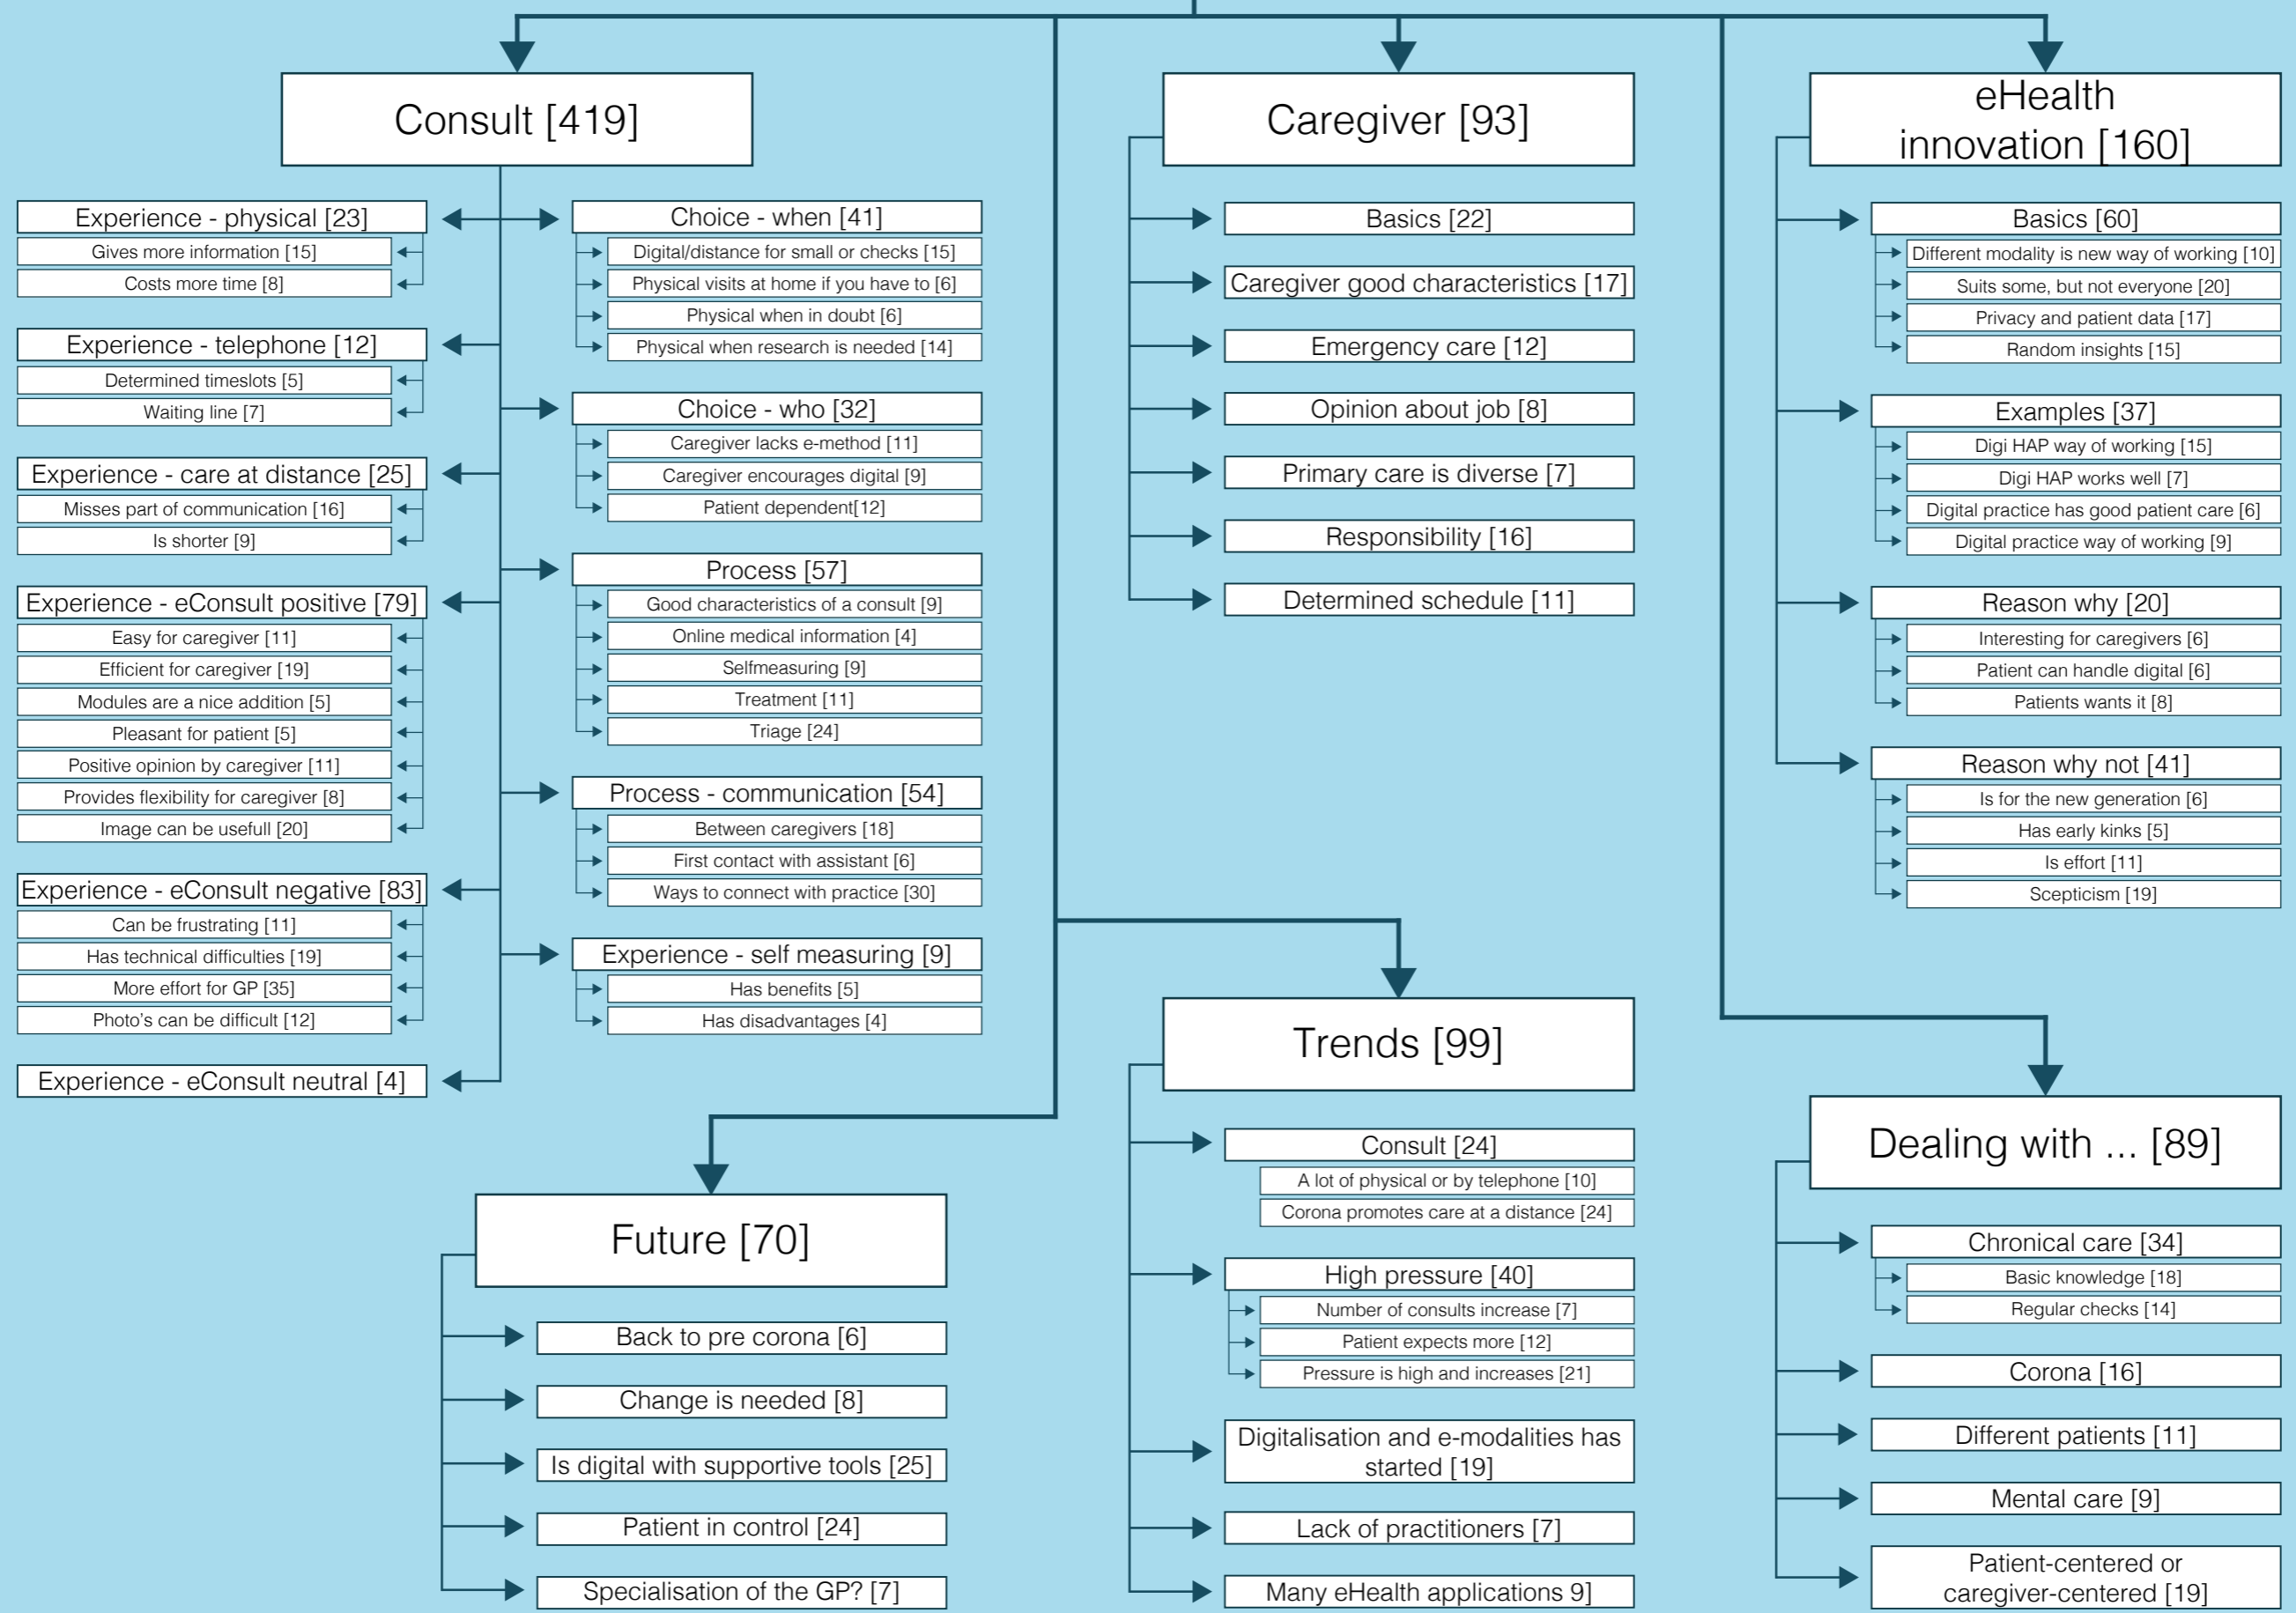 Consult [419]
Experience - physical [23]
Gives more information [15]
Costs more time [8]
Experience - telephone [12]
Determined timeslots [5]
Waiting line [7]
Experience - care at distance [25]
Misses part of communication [16]
Is shorter [9]
Experience - eConsult positive [79]
Easy for caregiver [11]
Efficient for caregiver [19]
Modules are a nice addition [5]
Pleasant for patient [5]
Positive opinion by caregiver [11]
Provides flexibility for caregiver [8]
Image can be usefull [20]
Experience - eConsult negative [83]
Can be frustrating [11]
Has technical difficulties [19]
More effort for GP [35]
Photo's can be difficult [12]
Experience - eConsult neutral [4]
Choice - when [41]
Digital/distance for small or checks [15]
Physical visits at home if you have to [6]
Physical when in doubt [6]
Physical when research is needed [14]
Choice - who [32]
Caregiver lacks e-method [11]
Caregiver encourages digital [9]
Patient dependent[12]
Process [57]
Good characteristics of a consult [9]
Online medical information [4]
Selfmeasuring [9]
Treatment [11]
Triage [24]
Process - communication [54]
Between caregivers [18]
First contact with assistant [6]
Ways to connect with practice [30]
Experience - self measuring [9]
Has benefits [5]
Has disadvantages [4]
Caregiver [93]
Basics [22]
Caregiver good characteristics [17]
Emergency care [12]
Opinion about job [8]
Primary care is diverse [7]
Responsibility [16]
Determined schedule [11]
eHealth
innovation [160]
Basics [60]
Different modality is new way of working [10]
Suits some, but not everyone [20]
Privacy and patient data [17]
Random insights [15]
Examples [37]
Digi HAP way of working [15]
Digi HAP works well [7]
Digital practice has good patient care [6]
Digital practice way of working [9]
Reason why [20]
Interesting for caregivers [6]
Patient can handle digital [6]
Patients wants it [8]
Reason why not [41]
Is for the new generation [6]
Has early kinks [5]
Is effort [11]
Scepticism [19]
Future [70]
Back to pre corona [6]
Change is needed [8]
Is digital with supportive tools [25]
Patient in control [24]
Specialisation of the GP? [7]
Trends [99]
Consult [24]
A lot of physical or by telephone [10]
Corona promotes care at a distance [24]
High pressure [40]
Number of consults increase [7]
Patient expects more [12]
Pressure is high and increases [21]
Digitalisation and e-modalities has
started [19]
Lack of practitioners [7]
Many eHealth applications 9]
Dealing with ... [89]
Chronical care [34]
Basic knowledge [18]
Regular checks [14]
Corona [16]
Different patients [11]
Mental care [9]
Patient-centered or
caregiver-centered [19]